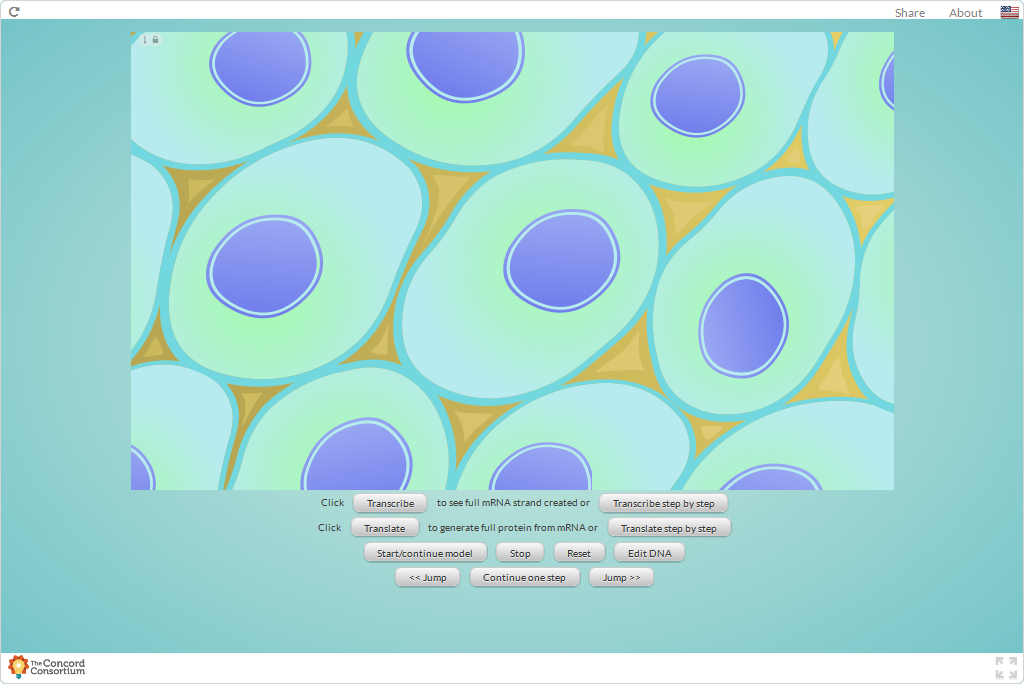 Share About
Click Transcribe to see full mRNA strand created or Transcribe step by step
Click Translate to generate full protein from mRNA or Translate step by step
Start/continue model Stop Reset Edit DNA
<< Jump Continue one step Jump >>
The Concord
Consortium